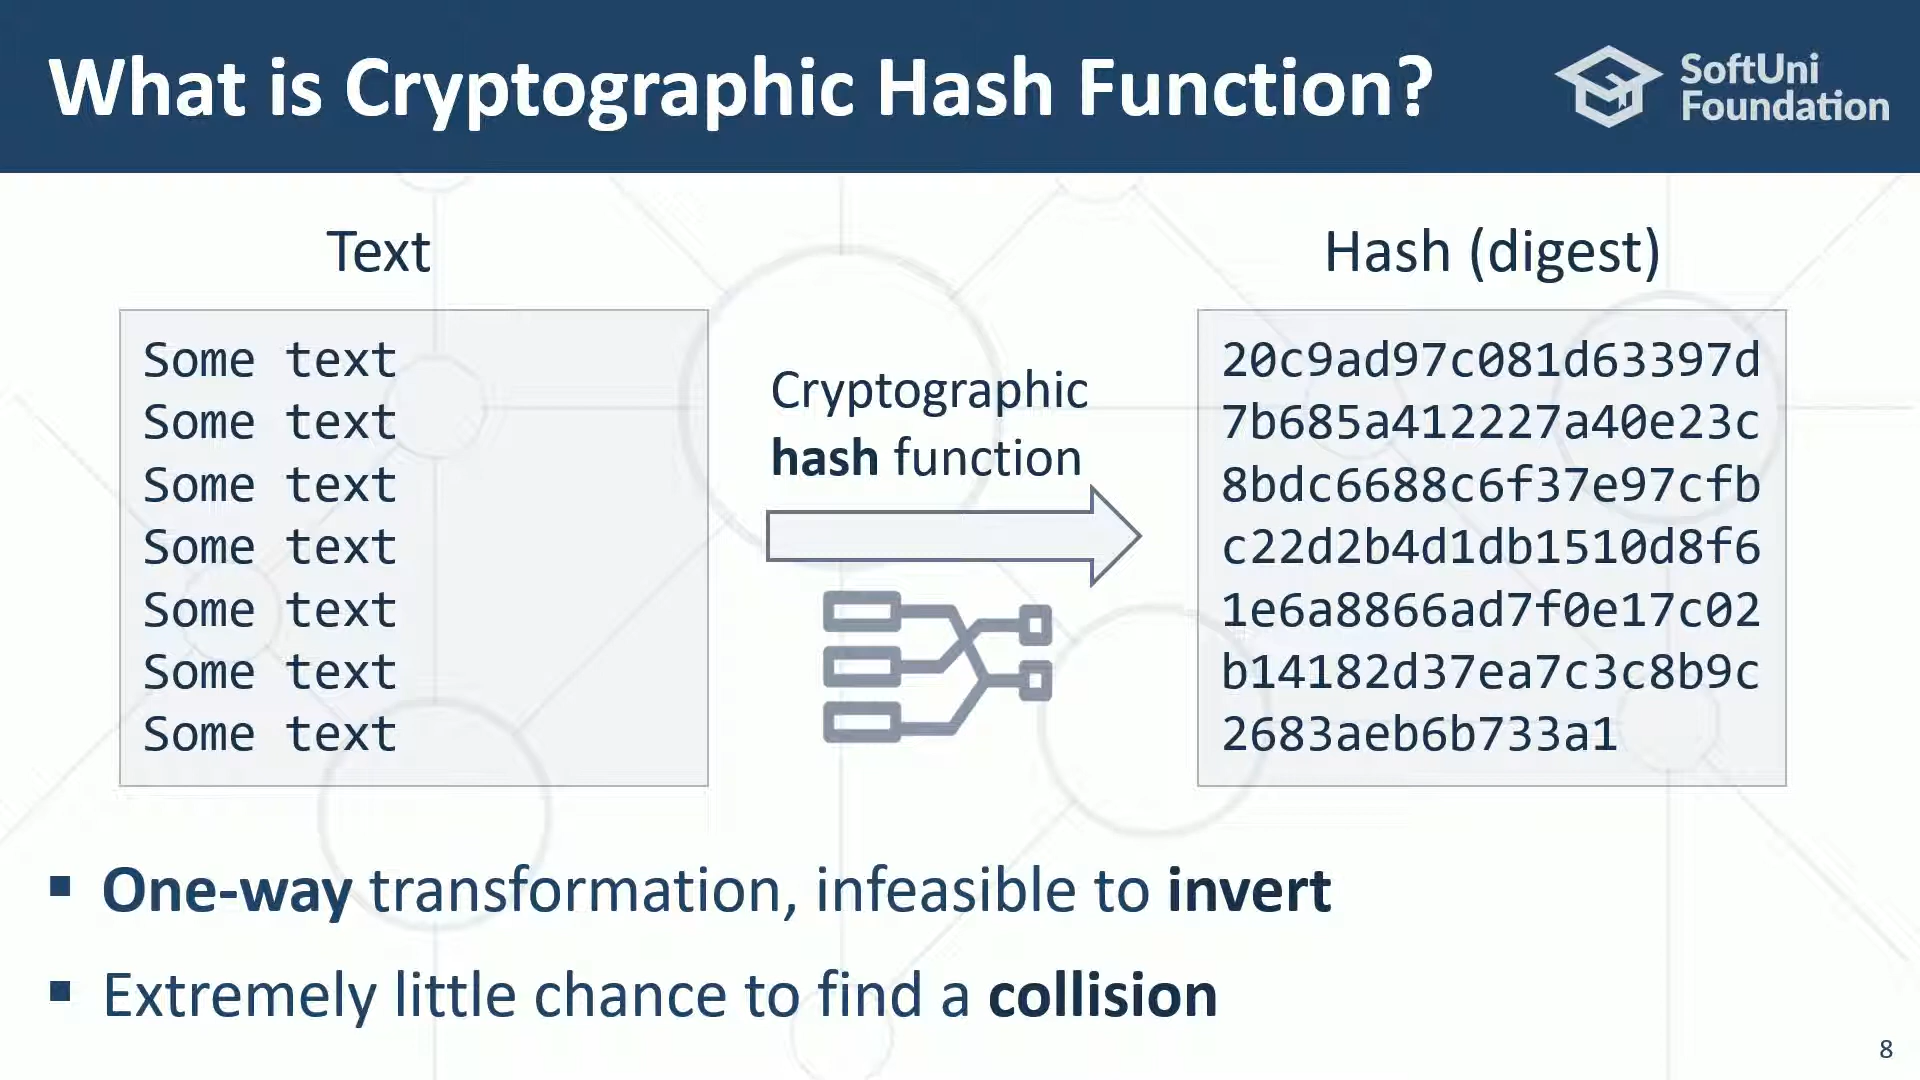 What is Cryptographic Hash Function?
SoftUni
Foundation
Text
Hash (digest)
Some text
Some text
Some text
Some text
Some text
Some text
Some text
Cryptographic
hash function
20c9ad97c081d63397d
7b685a412227a40e23c
8bdc6688c6f37e97cfb
c22d2b4d1db1510d8f6
1e6a8866ad7f0e17c02
b14182d37ea7c3c8b9c
2683aeb6b733a1
▪ One-way transformation, infeasible to invert
▪ Extremely little chance to find a collision
8